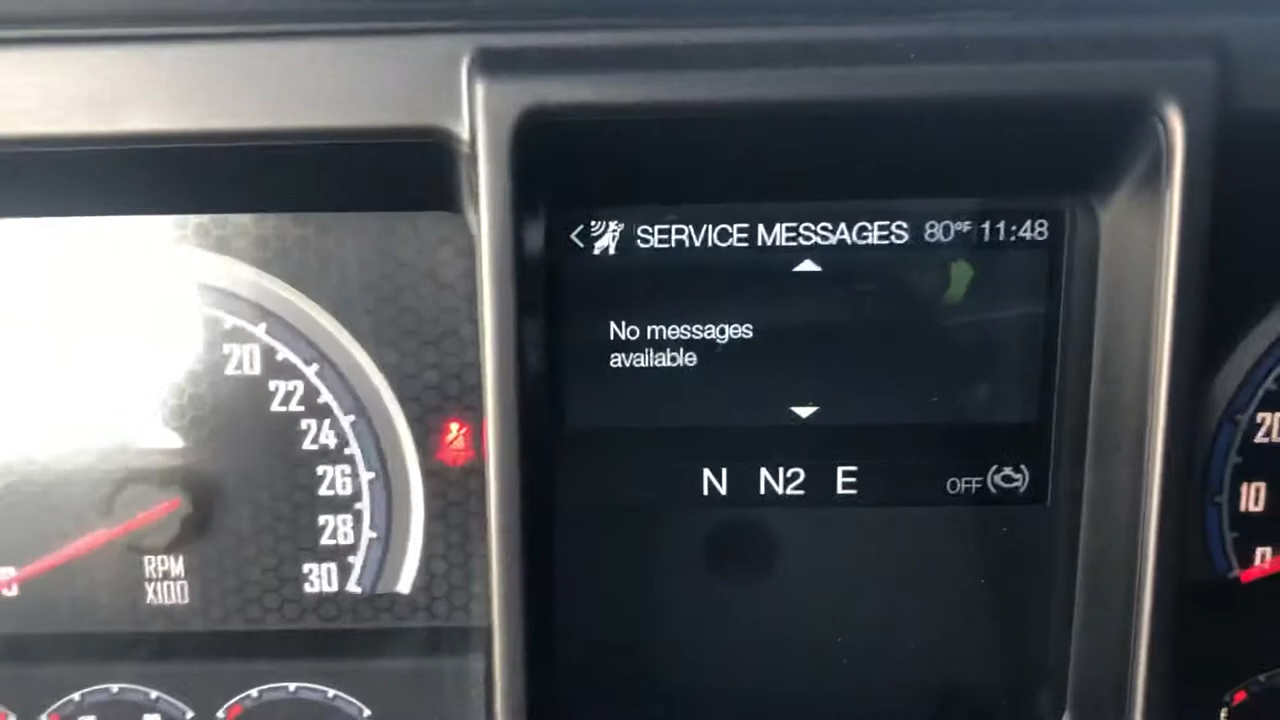 < SERVICE MESSAGES 80°F 11:48
No messages
available
N N2 E OFF
20
22
24
26
28
30
RPM
X100
10
0